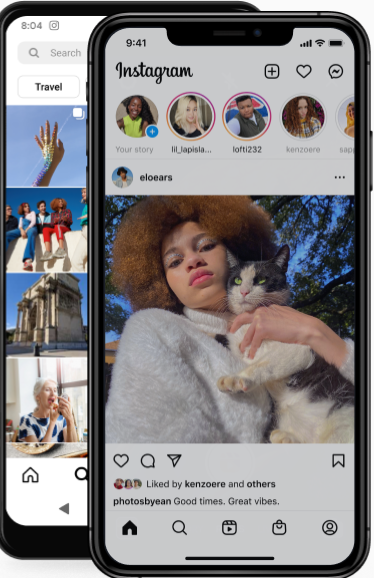 8:04
Search
Travel
9:41
Instagram
Your story
lil_lapisla...
lofti232
kenzoere
sap
eloears
Liked by kenzoere and others
photosbyean Good times. Great vibes.